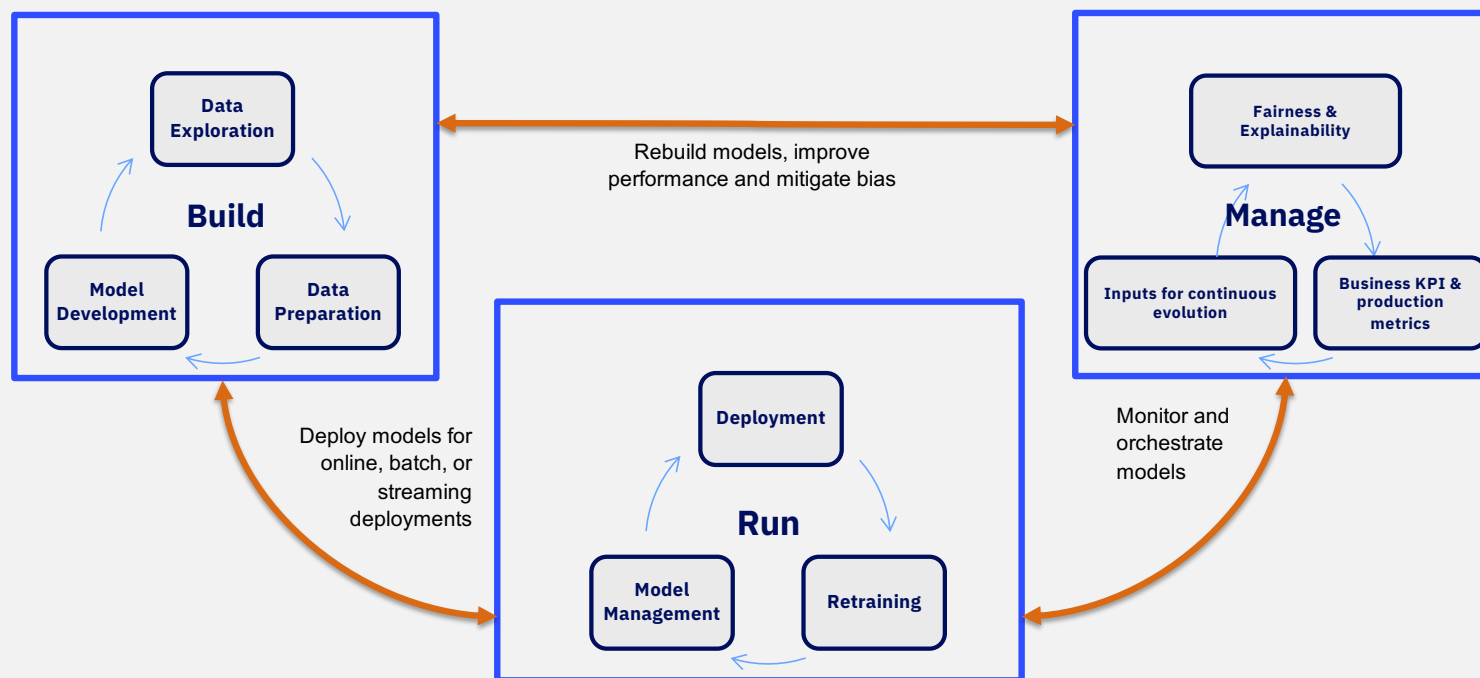 Data
Exploration
Build
Model
Development
Data
Preparation
Rebuild models, improve
performance and mitigate bias
Fairness &
Explainability
Manage
Inputs for continuous
evolution
Business KPI &
production
metrics
Deploy models for
online, batch, or
streaming
deployments
Deployment
Run
Model
Management
Retraining
Monitor and
orchestrate
models